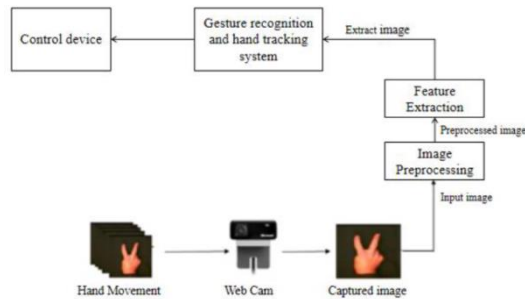 Control device
Gesture recognition
and hand tracking
system
Extract image
Feature
Extraction
Preprocessed image
Image
Preprocessing
Input image
Hand Movement
Web Cam
Captured image